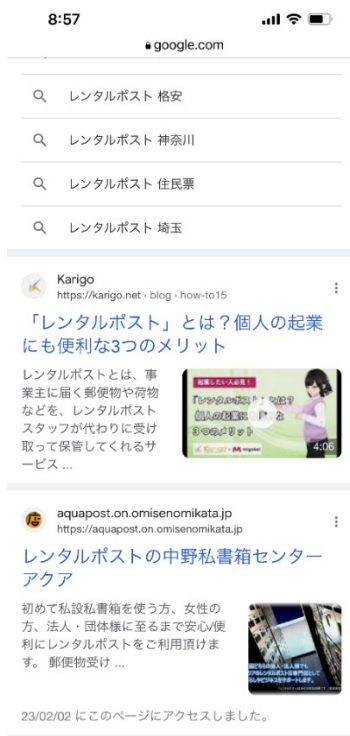 8:57
google.com
レンタルポスト 格安
レンタルポスト 神奈川
レンタルポスト 住民票
レンタルポスト 埼玉
Karigo
https://karigo.net › blog › how-to15
「レンタルポスト」とは？個人の起業
にも便利な3つのメリット
レンタルポストとは、事
業主に届く郵便物や荷物
などを、レンタルポスト
スタッフが代わりに受け
取って保管してくれるサ
ービス ...
起業したい人必見！
「レンタルポスト」とは？
個人の起業に
3つのメリット
Karigo
migakel
4:06
aquapost.on.omisenomikata.jp
https://aquapost.on.omisenomikata.jp
レンタルポストの中野私書箱センター
アクア
初めて私設私書箱を使う方、女性の
方、法人・団体様に至るまで安心/便
利にレンタルポストをご利用頂けま
す。 郵便物受け ...
23/02/02 にこのページにアクセスしました。